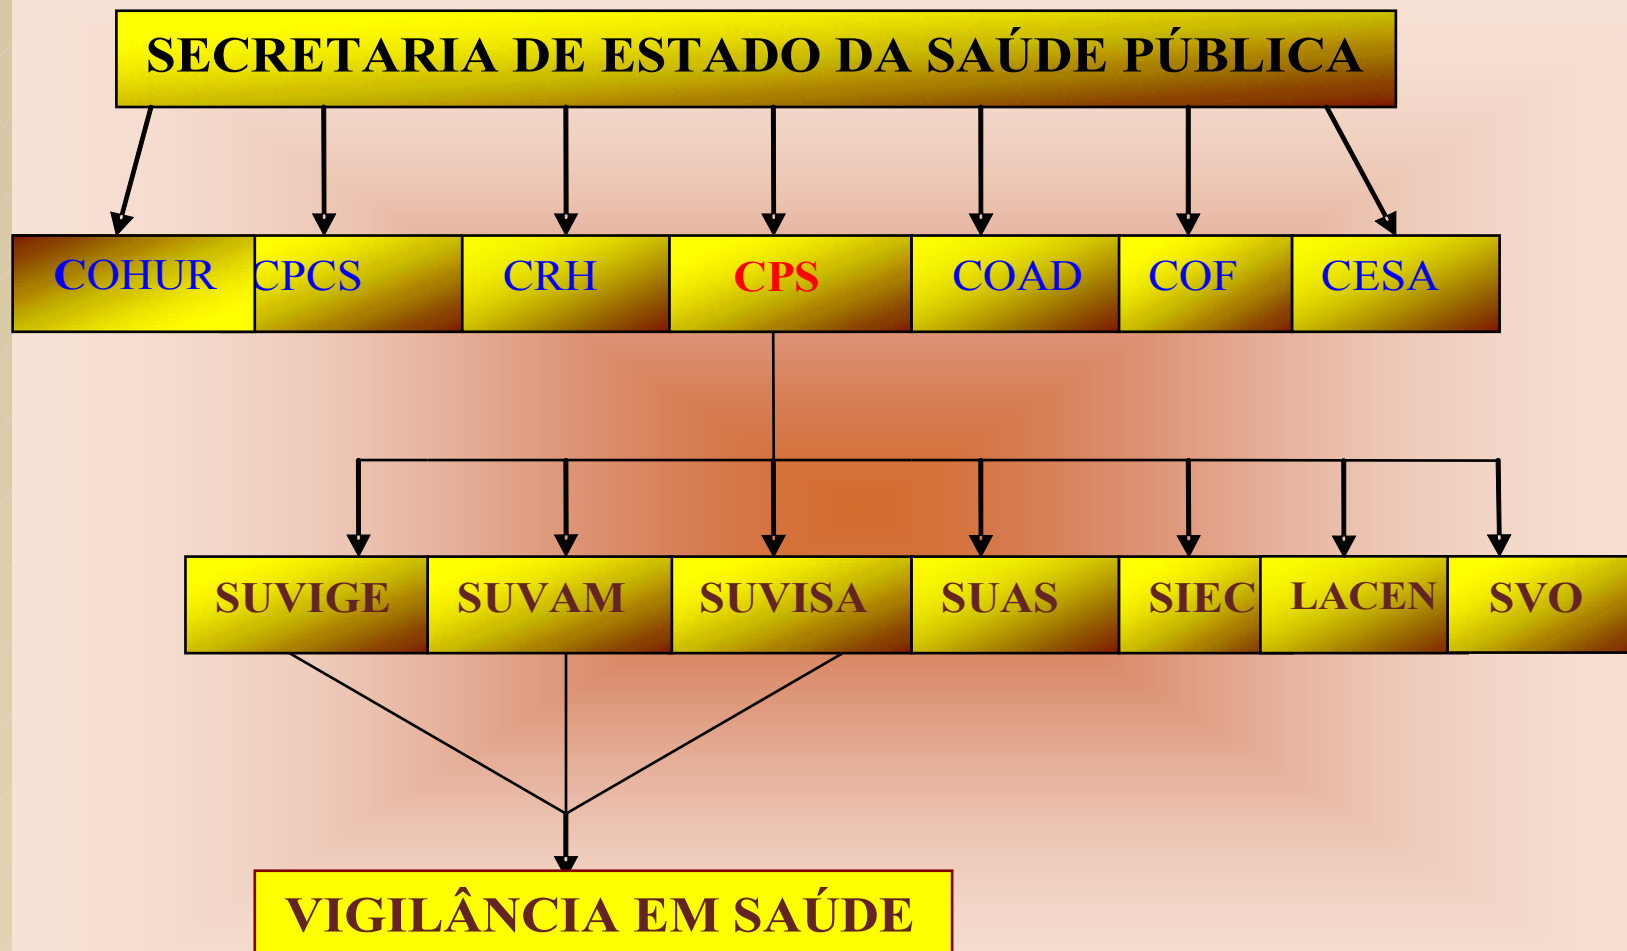 SECRETARIA DE ESTADO DA SAÚDE PÚBLICA
COHUR CPCS CRH CPS COAD COF CESA
SUVIGE SUVAM SUVISA SUAS SIEC LACEN SVO
VIGILÂNCIA EM SAÚDE